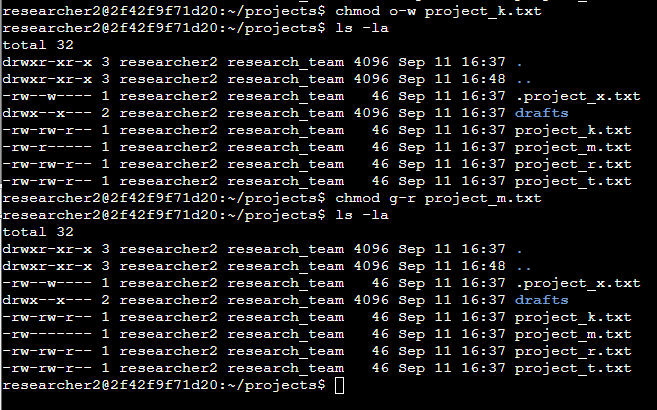 researcher2@2f42f9f71d20:~/projects$ chmod o-w project_k.txt
researcher2@2f42f9f71d20:~/projects$ ls -la
total 32
drwxr-xr-x 3 researcher2 research_team 4096 Sep 11 16:37 .
drwxr-xr-x 3 researcher2 research_team 4096 Sep 11 16:48 ..
-rw--w---- 1 researcher2 research_team   46 Sep 11 16:37 .project_x.txt
drwx--x--- 2 researcher2 research_team 4096 Sep 11 16:37 drafts
-rw-rw-r-- 1 researcher2 research_team   46 Sep 11 16:37 project_k.txt
-rw-r----- 1 researcher2 research_team   46 Sep 11 16:37 project_m.txt
-rw-rw-r-- 1 researcher2 research_team   46 Sep 11 16:37 project_r.txt
-rw-rw-r-- 1 researcher2 research_team   46 Sep 11 16:37 project_t.txt
researcher2@2f42f9f71d20:~/projects$ chmod g-r project_m.txt
researcher2@2f42f9f71d20:~/projects$ ls -la
total 32
drwxr-xr-x 3 researcher2 research_team 4096 Sep 11 16:37 .
drwxr-xr-x 3 researcher2 research_team 4096 Sep 11 16:48 ..
-rw--w---- 1 researcher2 research_team   46 Sep 11 16:37 .project_x.txt
drwx--x--- 2 researcher2 research_team 4096 Sep 11 16:37 drafts
-rw-rw-r-- 1 researcher2 research_team   46 Sep 11 16:37 project_k.txt
-rw------- 1 researcher2 research_team   46 Sep 11 16:37 project_m.txt
-rw-rw-r-- 1 researcher2 research_team   46 Sep 11 16:37 project_r.txt
-rw-rw-r-- 1 researcher2 research_team   46 Sep 11 16:37 project_t.txt
researcher2@2f42f9f71d20:~/projects$